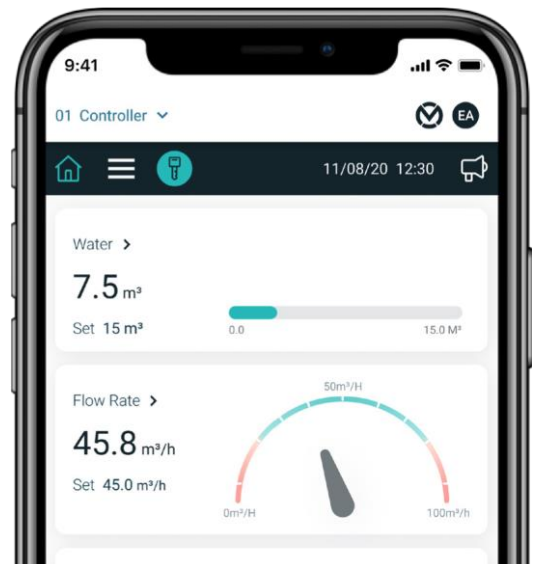 9:41
01 Controller
EA
11/08/20 12:30
Water
7.5 m³
Set 15 m³
0.0
15.0 M³
Flow Rate
50m³/H
45.8 m³/h
Set 45.0 m³/h
0m³/H
100m³/h